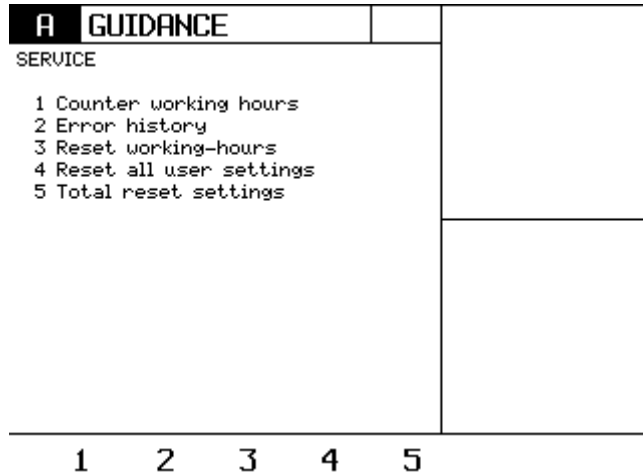 A GUIDANCE
SERVICE
1 Counter working hours
2 Error history
3 Reset working-hours
4 Reset all user settings
5 Total reset settings
1 2 3 4 5